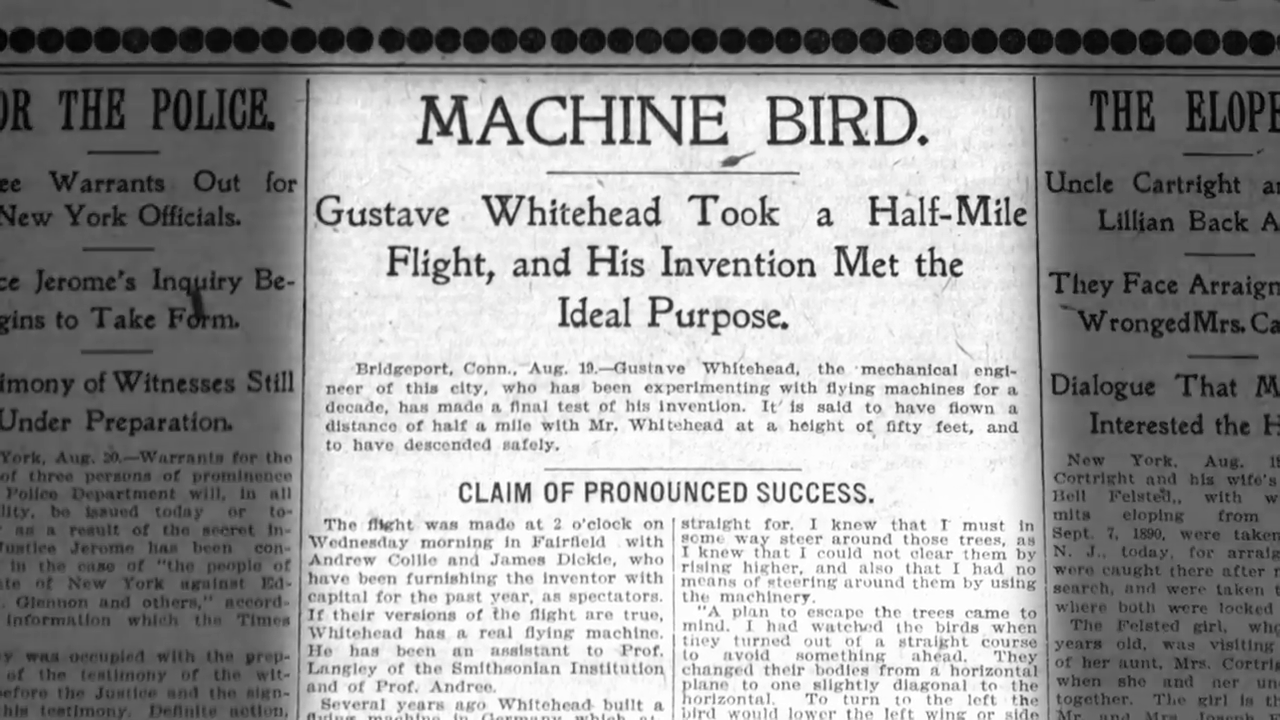 OR THE POLICE.
ee Warrants Out for
New York Officials.
ce Jerome's Inquiry Be-
gins to Take Form.
imony of Witnesses Still
Under Preparation.
York, Aug. 20.—Warrants for the
of three persons of prominence
Police Department will, in all
lity, be issued today or to-
as a result of the secret in-
Justice Jerome has been con-
in the case of "the people of
ate of New York against Ed-
. Glennon and others," accord-
information which the Times
y was occupied with the prep-
of the testimony of the wit-
before the Justice and the sign-
his testimony. Definite action,
MACHINE BIRD.
Gustave Whitehead Took a Half-Mile
Flight, and His Invention Met the
Ideal Purpose.
Bridgeport, Conn., Aug. 19.—Gustave Whitehead, the mechanical engi-
neer of this city, who has been experimenting with flying machines for a
decade, has made a final test of his invention. It is said to have flown a
distance of half a mile with Mr. Whitehead at a height of fifty feet, and
to have descended safely.
CLAIM OF PRONOUNCED SUCCESS.
The flight was made at 2 o'clock on
Wednesday morning in Fairfield with
Andrew Collie and James Dickie, who
have been furnishing the inventor with
capital for the past year, as spectators.
If their versions of the flight are true,
Whitehead has a real flying machine.
He has been an assistant to Prof.
Langley of the Smithsonian Institution
and of Prof. Andree.
Several years ago Whitehead built a
flying machine in Germany which at-
straight for. I knew that I must in
some way steer around those trees, as
I knew that I could not clear them by
rising higher, and also that I had no
means of steering around them by using
the machinery.
"A plan to escape the trees came to
mind. I had watched the birds when
they turned out of a straight course
to avoid something ahead. They
changed their bodies from a horizontal
plane to one slightly diagonal to the
horizontal. To turn to the left the
bird would lower the left wing or side
THE ELOPE
Uncle Cartright a
Lillian Back A
They Face Arraign
WrongedMrs. Ca
Dialogue That M
Interested the H
New York, Aug. 19
Cortright and his wife's
Bell Felsted, with w
mits eloping from
Sept. 7, 1890, were taken
N. J., today, for arraig
were caught there after
search, and were taken t
where both were locked
The Felsted girl, who
years old, was visiting
of her aunt, Mrs. Cortrig
when she and her un
together. The girl is th